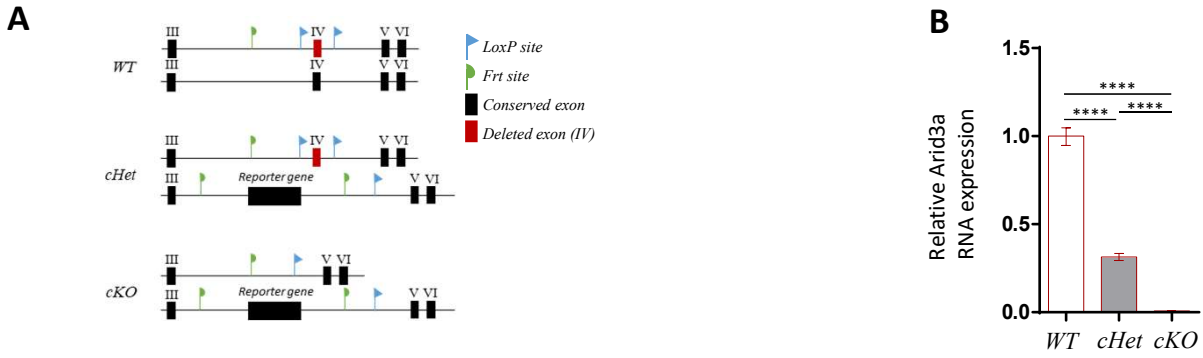 A
III IV V VI
WT
III IV V VI
LoxP site
Frt site
Conserved exon
Deleted exon (IV)
III IV V VI
cHet
III Reporter gene V VI
III V VI
cKO
III Reporter gene V VI
B
Relative Arid3a
RNA expression
1.5
1.0
0.5
0.0
****
**** ****
WT cHet cKO